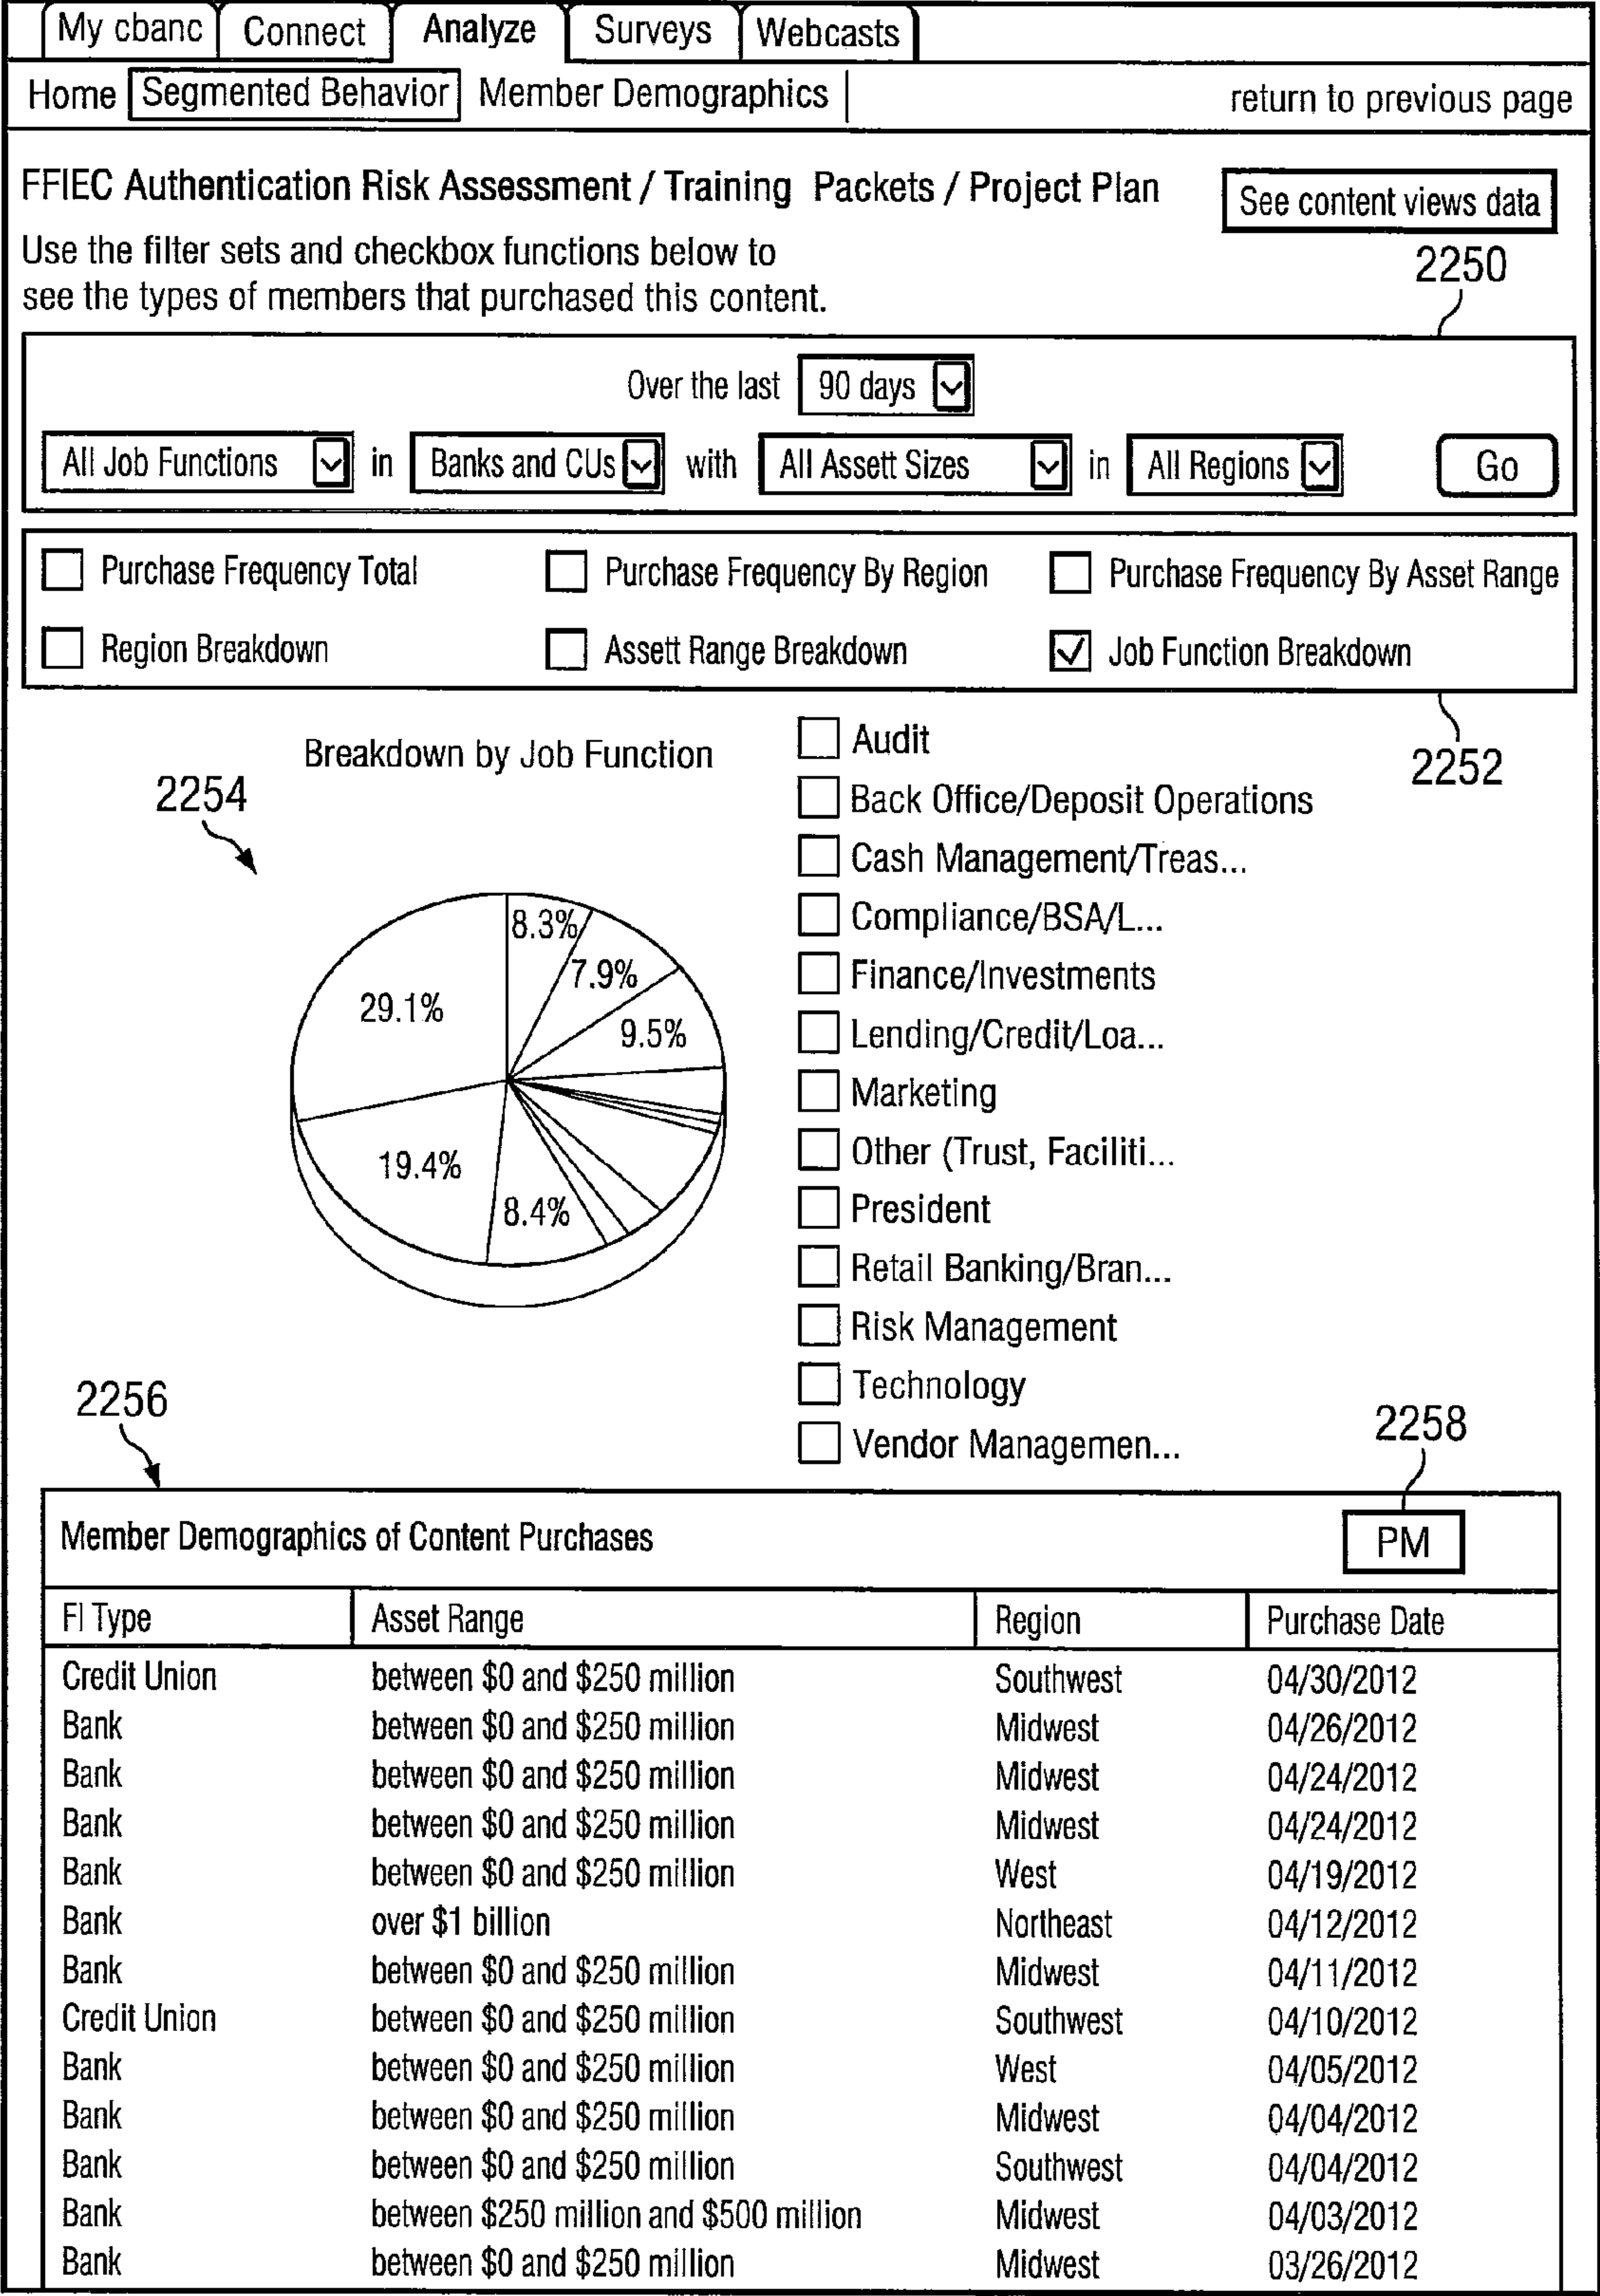 My cbanc Connect Analyze Surveys Webcasts
Home Segmented Behavior Member Demographics return to previous page
FFIEC Authentication Risk Assessment / Training Packets / Project Plan See content views data
Use the filter sets and checkbox functions below to
see the types of members that purchased this content.
2250
Over the last 90 days
All Job Functions in Banks and CUs with All Assett Sizes in All Regions Go
Purchase Frequency Total Purchase Frequency By Region Purchase Frequency By Asset Range
Region Breakdown Assett Range Breakdown Job Function Breakdown
2252
Breakdown by Job Function
2254
8.3%
7.9%
9.5%
29.1%
19.4%
8.4%
Audit
Back Office/Deposit Operations
Cash Management/Treas...
Compliance/BSA/L...
Finance/Investments
Lending/Credit/Loa...
Marketing
Other (Trust, Faciliti...
President
Retail Banking/Bran...
Risk Management
Technology
Vendor Managemen...
2256
2258
Member Demographics of Content Purchases PM
FI Type Asset Range Region Purchase Date
Credit Union between $0 and $250 million Southwest 04/30/2012
Bank between $0 and $250 million Midwest 04/26/2012
Bank between $0 and $250 million Midwest 04/24/2012
Bank between $0 and $250 million Midwest 04/24/2012
Bank between $0 and $250 million West 04/19/2012
Bank over $1 billion Northeast 04/12/2012
Bank between $0 and $250 million Midwest 04/11/2012
Credit Union between $0 and $250 million Southwest 04/10/2012
Bank between $0 and $250 million West 04/05/2012
Bank between $0 and $250 million Midwest 04/04/2012
Bank between $0 and $250 million Southwest 04/04/2012
Bank between $250 million and $500 million Midwest 04/03/2012
Bank between $0 and $250 million Midwest 03/26/2012